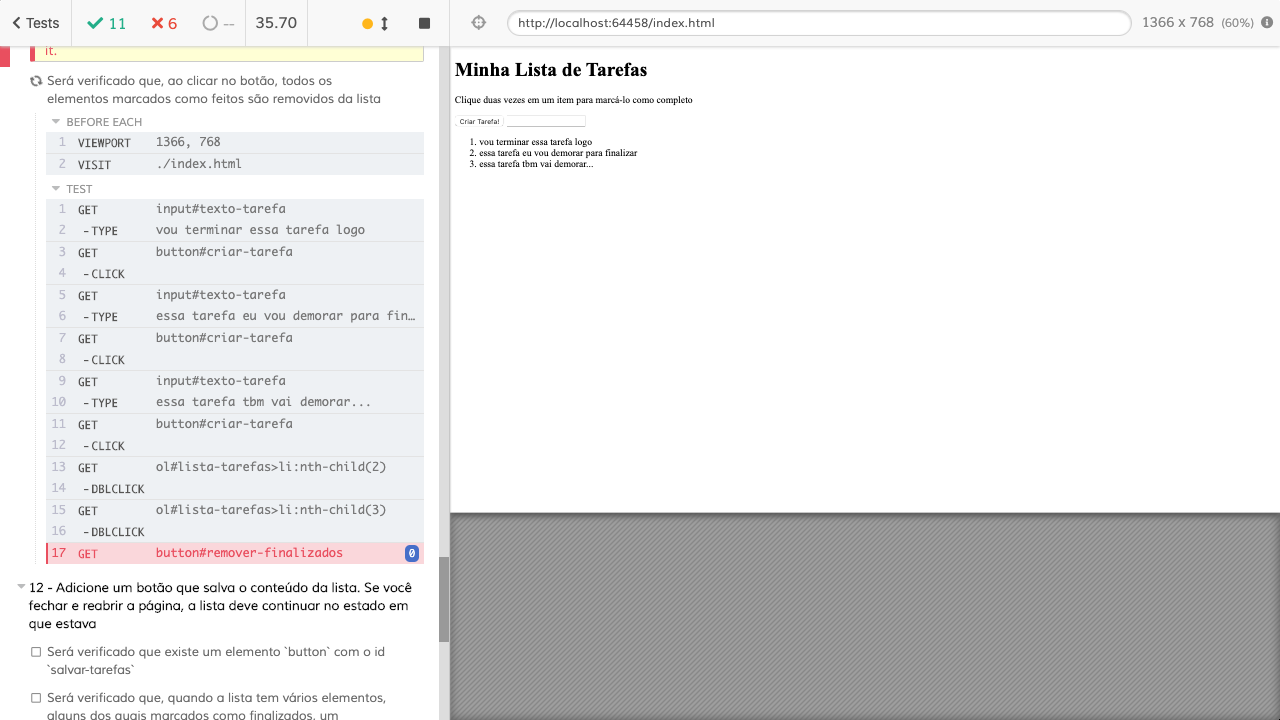 Tests
11
6
--
35.70
http://localhost:64458/index.html
1366 x 768 (60%)
it.
Será verificado que, ao clicar no botão, todos os
elementos marcados como feitos são removidos da lista
BEFORE EACH
1 VIEWPORT 1366, 768
2 VISIT ./index.html
TEST
1 GET input#texto-tarefa
2 -TYPE vou terminar essa tarefa logo
3 GET button#criar-tarefa
4 -CLICK
5 GET input#texto-tarefa
6 -TYPE essa tarefa eu vou demorar para fin…
7 GET button#criar-tarefa
8 -CLICK
9 GET input#texto-tarefa
10 -TYPE essa tarefa tbm vai demorar...
11 GET button#criar-tarefa
12 -CLICK
13 GET ol#lista-tarefas>li:nth-child(2)
14 -DBLCLICK
15 GET ol#lista-tarefas>li:nth-child(3)
16 -DBLCLICK
17 GET button#remover-finalizados 0
12 - Adicione um botão que salva o conteúdo da lista. Se você
fechar e reabrir a página, a lista deve continuar no estado em
que estava
Será verificado que existe um elemento `button` com o id
`salvar-tarefas`
Será verificado que, quando a lista tem vários elementos,
alguns dos quais marcados como finalizados, um
Minha Lista de Tarefas
Clique duas vezes em um item para marcá-lo como completo
Criar Tarefa!
1. vou terminar essa tarefa logo
2. essa tarefa eu vou demorar para finalizar
3. essa tarefa tbm vai demorar...